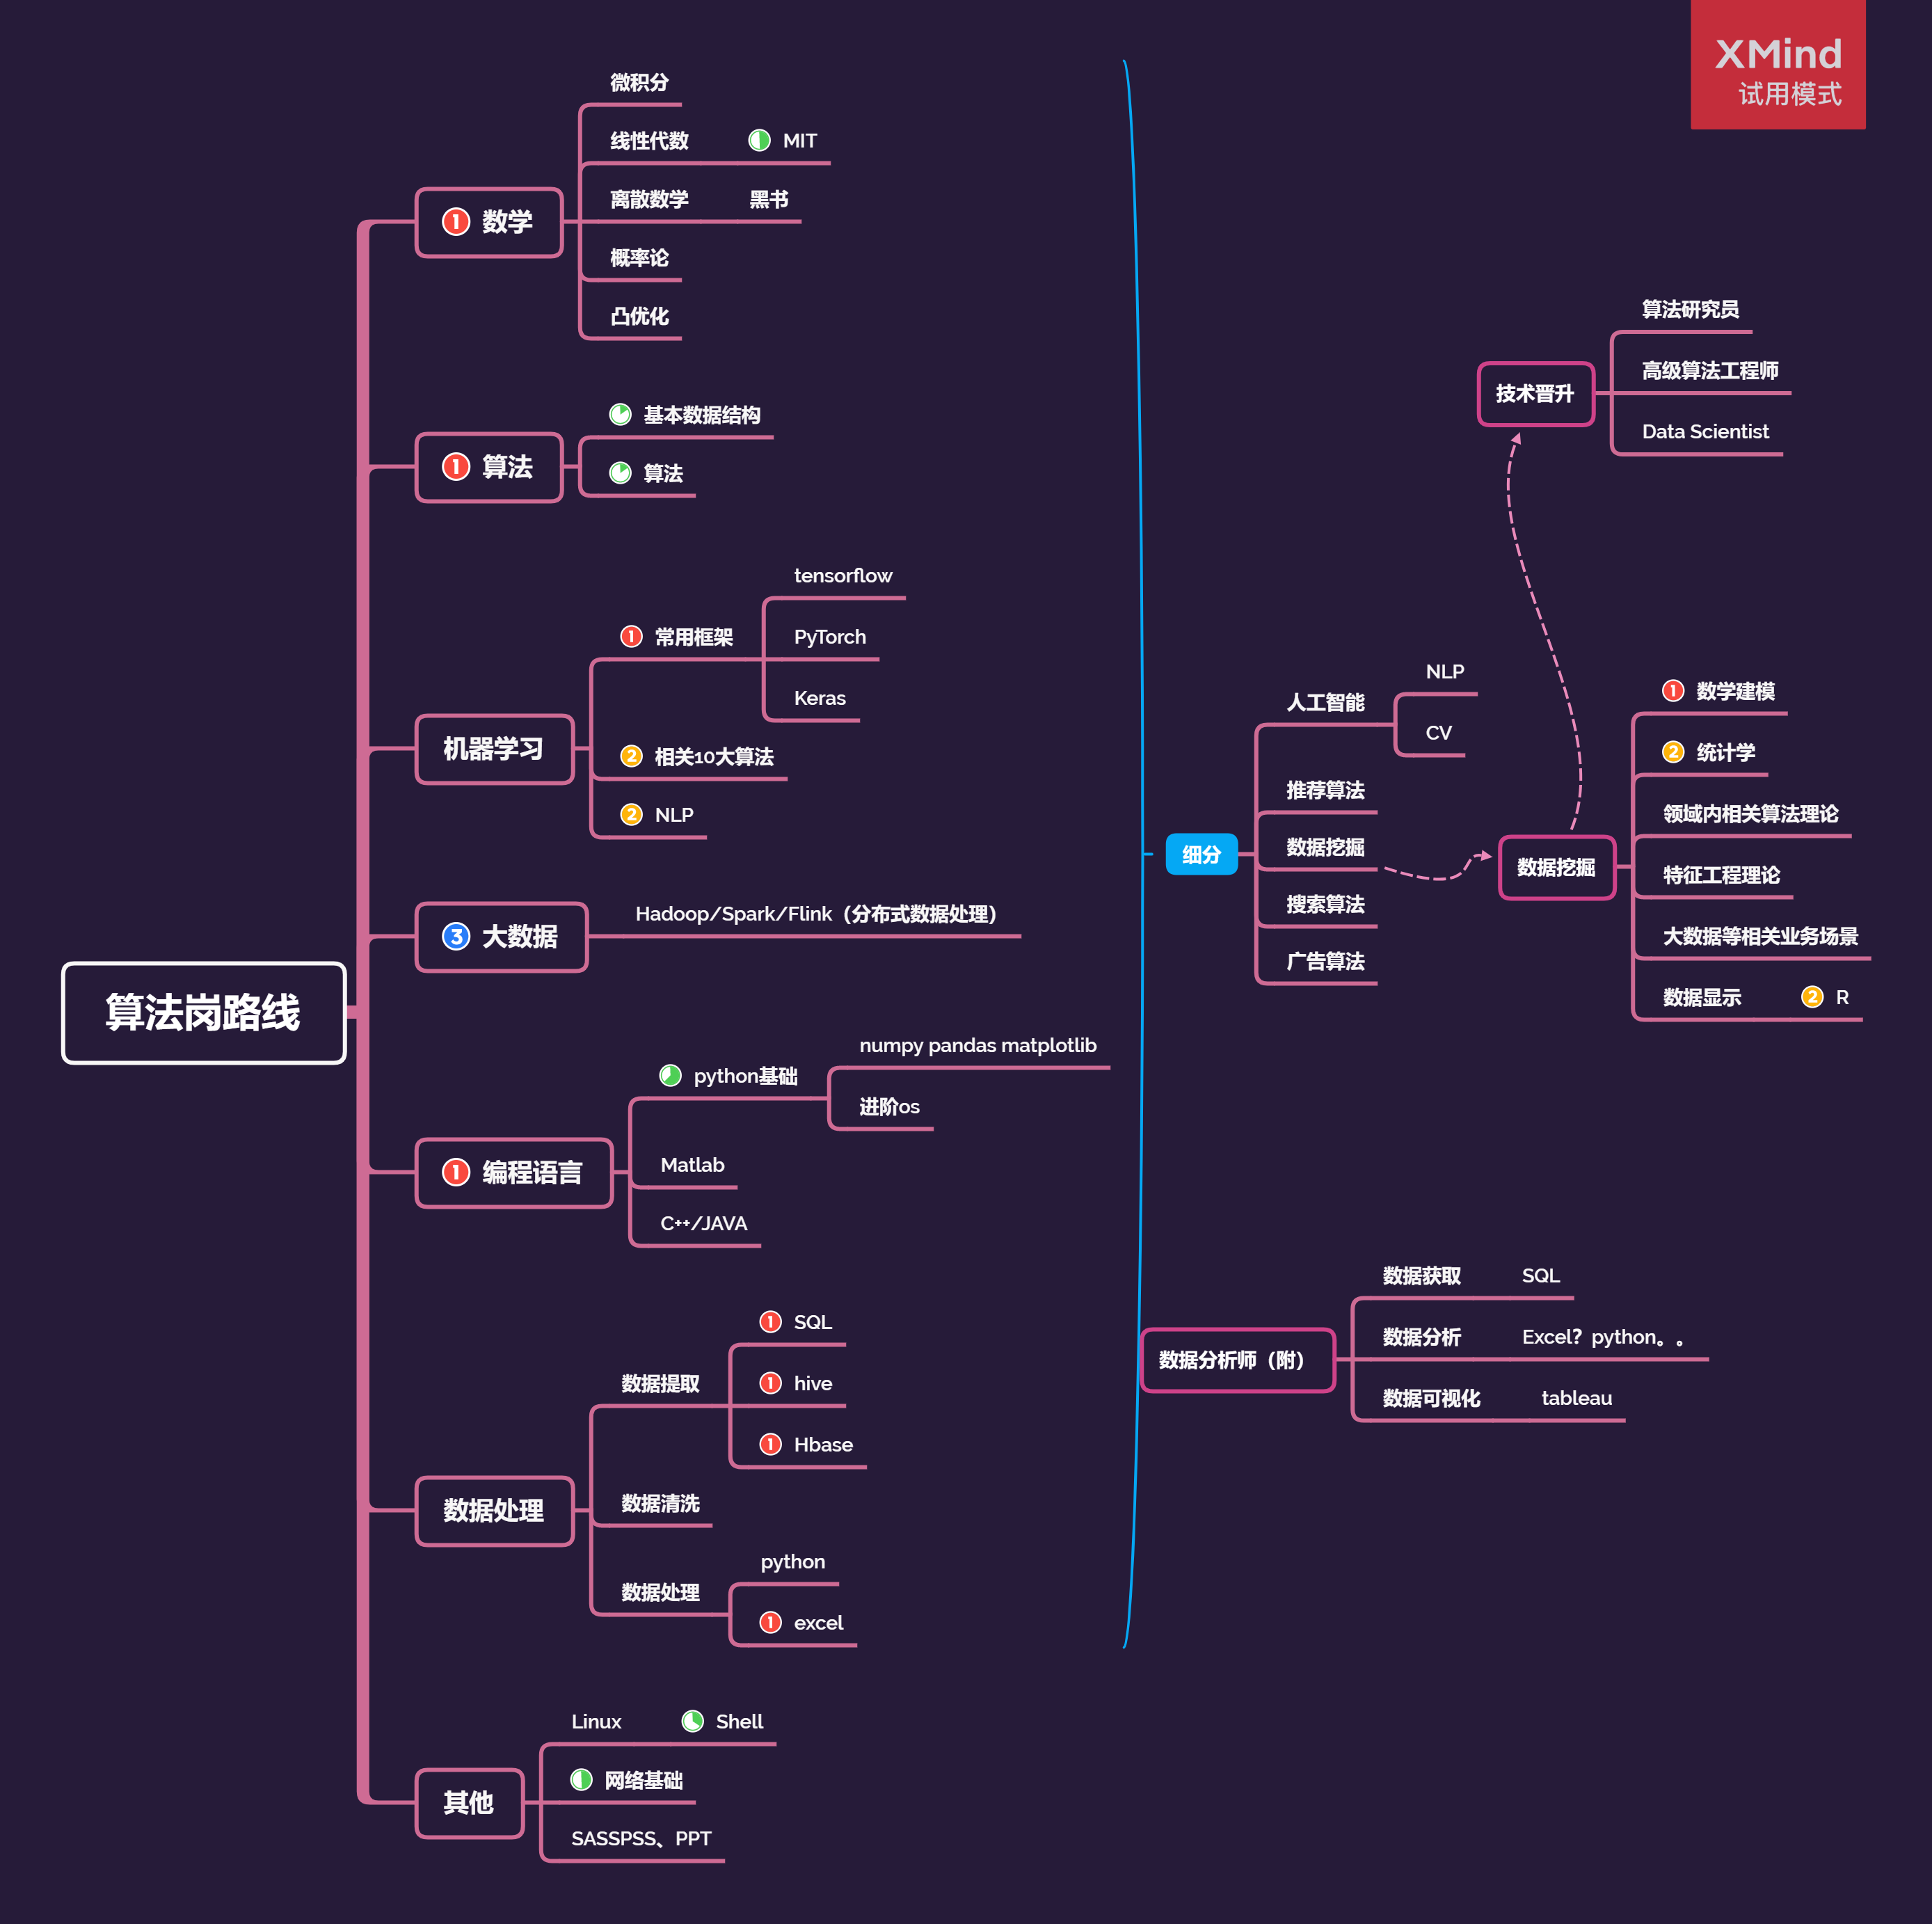 XMind
试用模式
算法岗路线
1 数学
微积分
线性代数 MIT
离散数学 黑书
概率论
凸优化
1 算法
基本数据结构
算法
机器学习
1 常用框架
tensorflow
PyTorch
Keras
2 相关10大算法
2 NLP
3 大数据
Hadoop/Spark/Flink（分布式数据处理）
1 编程语言
python基础
numpy pandas matplotlib
进阶os
Matlab
C++/JAVA
数据处理
数据提取
1 SQL
1 hive
1 Hbase
数据清洗
数据处理
python
1 excel
其他
Linux Shell
网络基础
SASSPSS、PPT
细分
人工智能
NLP
CV
推荐算法
数据挖掘
搜索算法
广告算法
技术晋升
算法研究员
高级算法工程师
Data Scientist
数据挖掘
1 数学建模
2 统计学
领域内相关算法理论
特征工程理论
大数据等相关业务场景
数据显示 2 R
数据分析师（附）
数据获取 SQL
数据分析 Excel？python。。
数据可视化 tableau